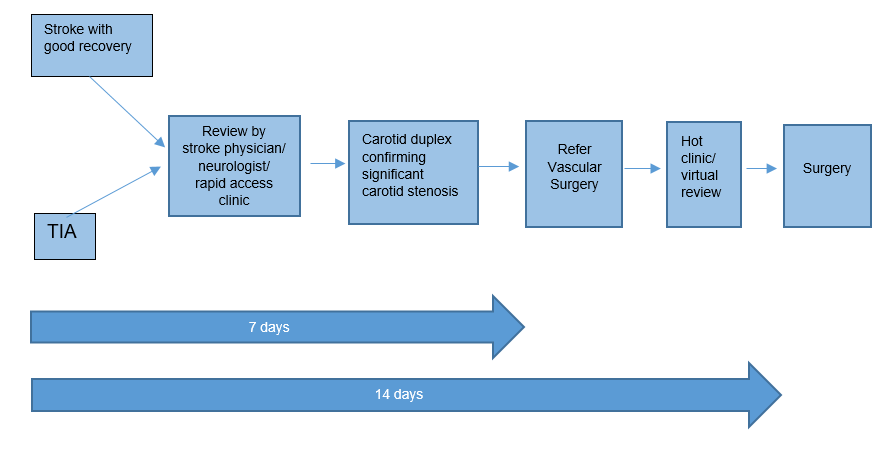 Stroke with
good recovery
TIA
Review by
stroke physician/
neurologist/
rapid access
clinic
Carotid duplex
confirming
significant
carotid stenosis
Refer
Vascular
Surgery
Hot
clinic/
virtual
review
Surgery
7 days
14 days